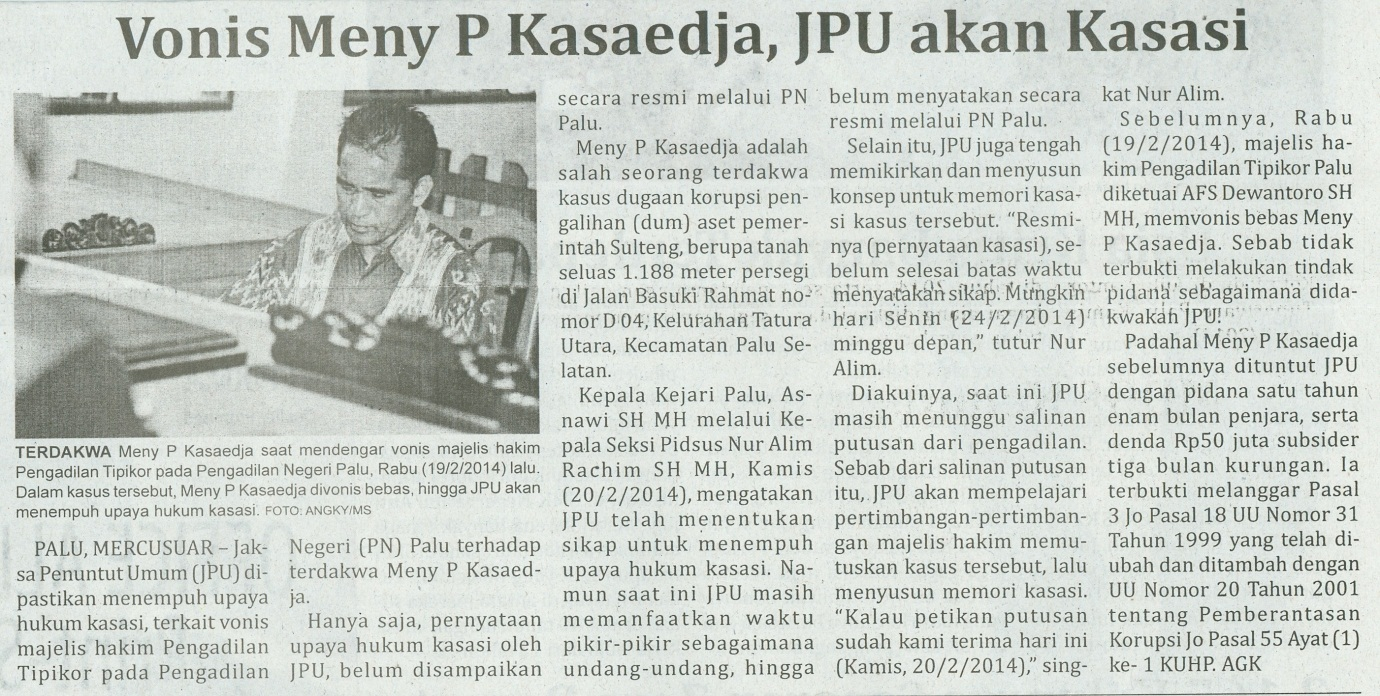 Vonis Meny P Kasaedja, JPU akan Kasasi
TERDAKWA Meny P Kasaedja saat mendengar vonis majelis hakim
Pengadilan Tipikor pada Pengadilan Negeri Palu, Rabu (19/2/2014) lalu.
Dalam kasus tersebut, Meny P Kasaedja divonis bebas, hingga JPU akan
menempuh upaya hukum kasasi. FOTO: ANGKY/MS
PALU, MERCUSUAR – Jak-
sa Penuntut Umum (JPU) di-
pastikan menempuh upaya
hukum kasasi, terkait vonis
majelis hakim Pengadilan
Tipikor pada Pengadilan
Negeri (PN) Palu terhadap
terdakwa Meny P Kasaed-
ja.
Hanya saja, pernyataan
upaya hukum kasasi oleh
JPU, belum disampaikan
secara resmi melalui PN
Palu.
Meny P Kasaedja adalah
salah seorang terdakwa
kasus dugaan korupsi pen-
galihan (dum) aset pemer-
intah Sulteng, berupa tanah
seluas 1.188 meter persegi
di Jalan Basuki Rahmat no-
mor D 04, Kelurahan Tatura
Utara, Kecamatan Palu Se-
latan.
Kepala Kejari Palu, As-
nawi SH MH melalui Ke-
pala Seksi Pidsus Nur Alim
Rachim SH MH, Kamis
(20/2/2014), mengatakan
JPU telah menentukan
sikap untuk menempuh
upaya hukum kasasi. Na-
mun saat ini JPU masih
memanfaatkan waktu
pikir-pikir sebagaimana
undang-undang, hingga
belum menyatakan secara
resmi melalui PN Palu.
Selain itu, JPU juga tengah
memikirkan dan menyusun
konsep untuk memori kasa-
si kasus tersebut. “Resmi-
nya (pernyataan kasasi), se-
belum selesai batas waktu
menyatakan sikap. Mungkin
hari Senin (24/2/2014)
minggu depan,” tutur Nur
Alim.
Diakuinya, saat ini JPU
masih menunggu salinan
putusan dari pengadilan.
Sebab dari salinan putusan
itu, JPU akan mempelajari
pertimbangan-pertimban-
gan majelis hakim memu-
tuskan kasus tersebut, lalu
menyusun memori kasasi.
“Kalau petikan putusan
sudah kami terima hari ini
(Kamis, 20/2/2014),” sing-
kat Nur Alim.
Sebelumnya, Rabu
(19/2/2014), majelis ha-
kim Pengadilan Tipikor Palu
diketuai AFS Dewantoro SH
MH, memvonis bebas Meny
P Kasaedja. Sebab tidak
terbukti melakukan tindak
pidana sebagaimana dida-
kwakan JPU.
Padahal Meny P Kasaedja
sebelumnya dituntut JPU
dengan pidana satu tahun
enam bulan penjara, serta
denda Rp50 juta subsider
tiga bulan kurungan. Ia
terbukti melanggar Pasal
3 Jo Pasal 18 UU Nomor 31
Tahun 1999 yang telah di-
ubah dan ditambah dengan
UU Nomor 20 Tahun 2001
tentang Pemberantasan
Korupsi Jo Pasal 55 Ayat (1)
ke- 1 KUHP. AGK